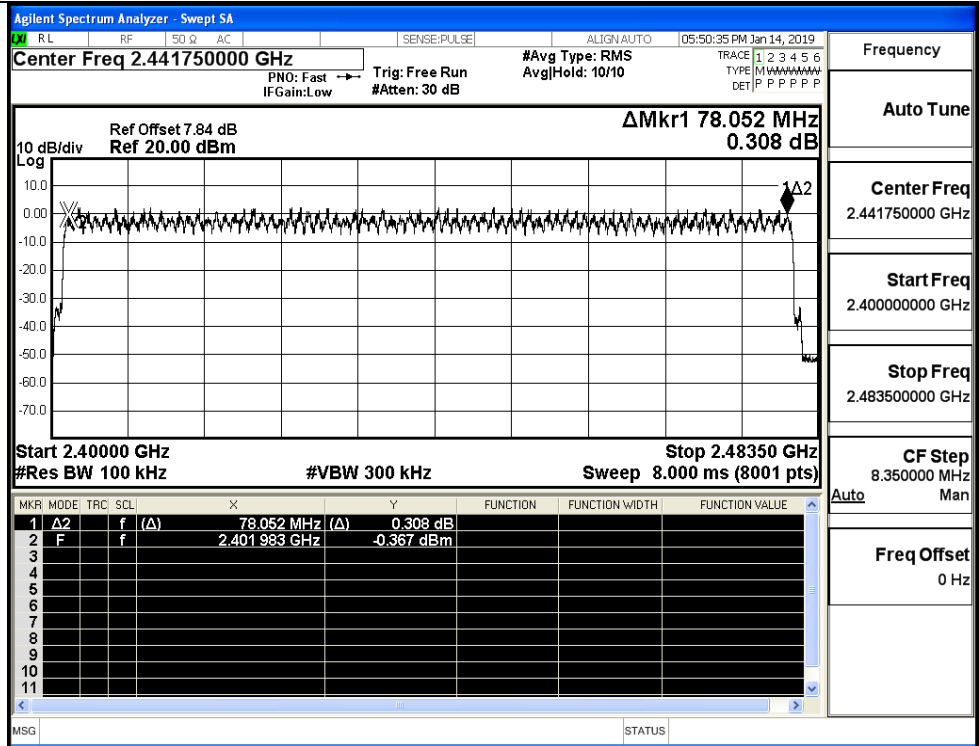 Agilent Spectrum Analyzer - Swept SA
LXI RL RF 50 Ω AC SENSE:PULSE ALIGN AUTO 05:50:35 PM Jan 14, 2019
Center Freq 2.441750000 GHz
PNO: Fast
IFGain:Low
Trig: Free Run
#Atten: 30 dB
#Avg Type: RMS
Avg|Hold: 10/10
TRACE 1 2 3 4 5 6
TYPE M
DET P P P P P P
Ref Offset 7.84 dB
10 dB/div Ref 20.00 dBm
Log
ΔMkr1 78.052 MHz
0.308 dB
10.0
0.00
-10.0
-20.0
-30.0
-40.0
-50.0
-60.0
-70.0
1Δ2
2
Start 2.40000 GHz Stop 2.48350 GHz
#Res BW 100 kHz #VBW 300 kHz Sweep 8.000 ms (8001 pts)
MKR MODE TRC SCL X Y FUNCTION FUNCTION WIDTH FUNCTION VALUE
1 Δ2 f (Δ) 78.052 MHz (Δ) 0.308 dB
2 F f 2.401 983 GHz -0.367 dBm
3
4
5
6
7
8
9
10
11
MSG STATUS
Frequency
Auto Tune
Center Freq
2.441750000 GHz
Start Freq
2.400000000 GHz
Stop Freq
2.483500000 GHz
CF Step
8.350000 MHz
Auto Man
Freq Offset
0 Hz